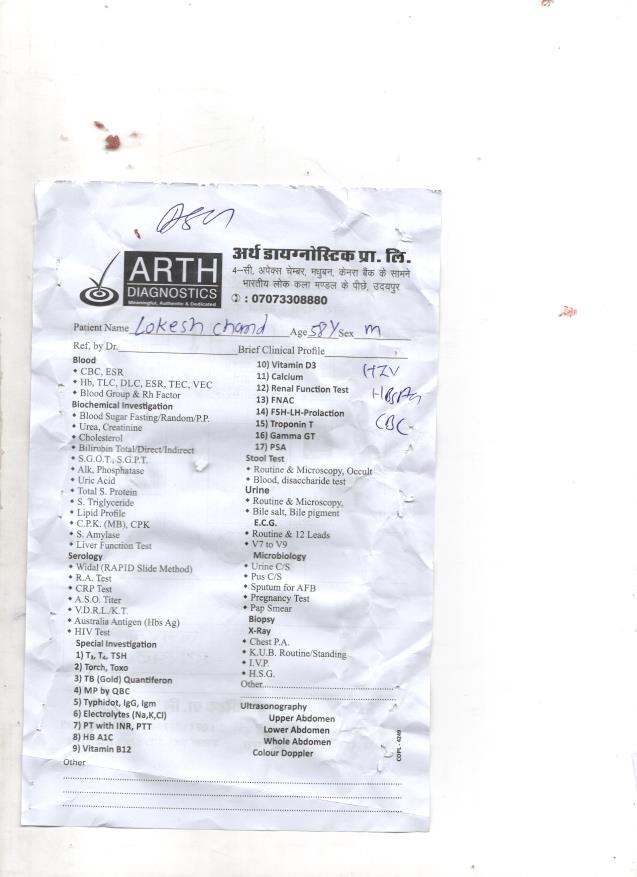 ARTH
DIAGNOSTICS
Meaningful, Authentic & Dedicated
अर्थ डायग्नोस्टिक प्रा. लि.
4-सी, अपेक्स चेम्बर, मधुबन, केनरा बैंक के सामने
भारतीय लोक कला मण्डल के पीछे, उदयपुर
: 07073308880
Patient Name Lokesh Chand Age 58Y Sex M
Ref, by Dr. Brief Clinical Profile
Blood
• CBC, ESR
• Hb, TLC, DLC, ESR, TEC, VEC
• Blood Group & Rh Factor
Biochemical Investigation
• Blood Sugar Fasting/Random/P.P.
• Urea, Creatinine
• Cholesterol
• Bilirubin Total/Direct/Indirect
• S.G.O.T., S.G.P.T.
• Alk, Phosphatase
• Uric Acid
• Total S. Protein
• S. Triglyceride
• Lipid Profile
• C.P.K. (MB), CPK
• S. Amylase
• Liver Function Test
Serology
• Widal (RAPID Slide Method)
• R.A. Test
• CRP Test
• A.S.O. Titer
• V.D.R.L./K.T.
• Australia Antigen (Hbs Ag)
• HIV Test
Special Investigation
1) T₃, T₄, TSH
2) Torch, Toxo
3) TB (Gold) Quantiferon
4) MP by QBC
5) Typhidot, IgG, Igm
6) Electrolytes (Na,K,Cl)
7) PT with INR, PTT
8) HB A1C
9) Vitamin B12
10) Vitamin D3
11) Calcium
12) Renal Function Test
13) FNAC
14) FSH-LH-Prolaction
15) Troponin T
16) Gamma GT
17) PSA
Stool Test
• Routine & Microscopy, Occult
• Blood, disaccharide test
Urine
• Routine & Microscopy,
• Bile salt, Bile pigment
E.C.G.
• Routine & 12 Leads
• V7 to V9
Microbiology
• Urine C/S
• Pus C/S
• Sputum for AFB
• Pregnancy Test
• Pap Smear
Biopsy
X-Ray
• Chest P.A.
• K.U.B. Routine/Standing
• I.V.P.
• H.S.G.
Other
Ultrasonography
Upper Abdomen
Lower Abdomen
Whole Abdomen
Colour Doppler
HIV
HBsAg
CBC
Other
COPL - 4249